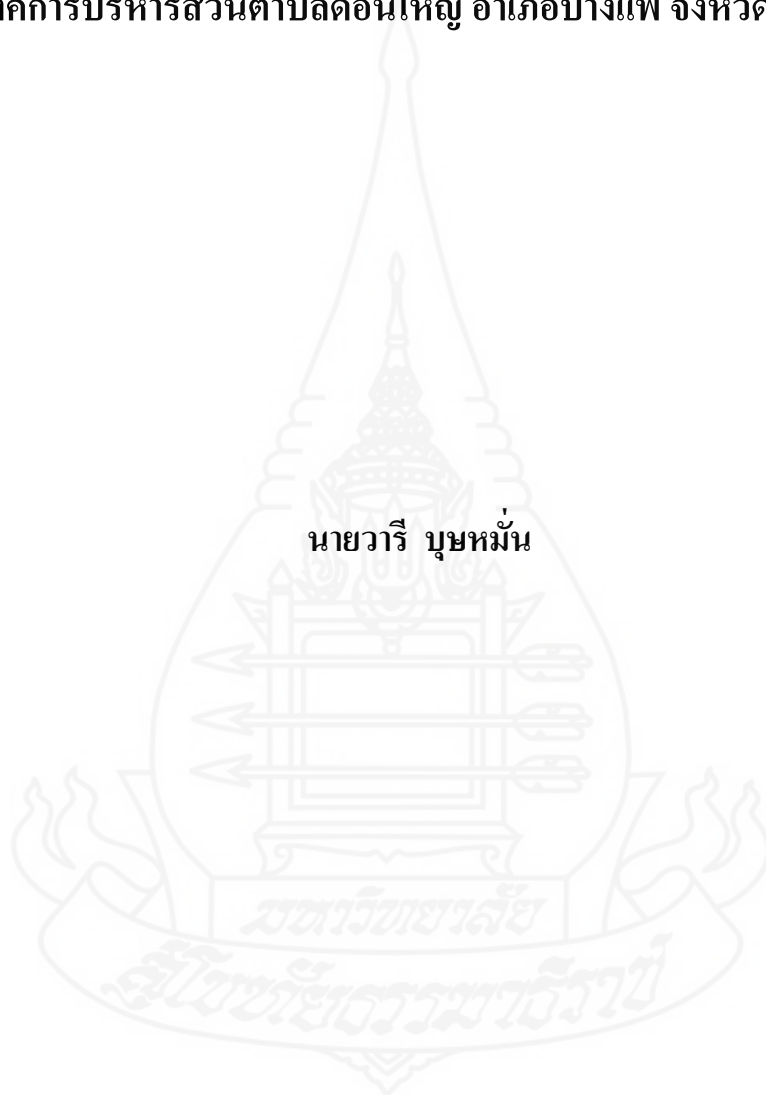 องค์การบริหารส่วนตำบลดอนใหญ่ อำเภอบางแพ จังหวัด
นายวารี บุษหมั่น
มหาวิทยาลัย
สุโขทัยธรรมาธิราช